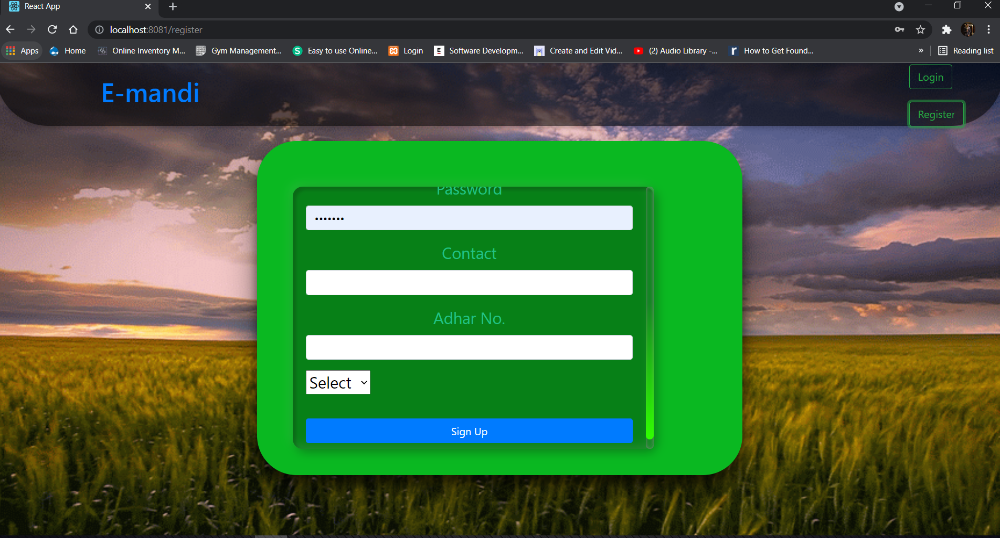 React App
localhost:8081/register
Apps Home Online Inventory M... Gym Management... S Easy to use Online... Login E Software Developm... Create and Edit Vid... (2) Audio Library -... r How to Get Found... » Reading list
E-mandi
Login
Register
Password
•••••••
Contact
Adhar No.
Select
Sign Up